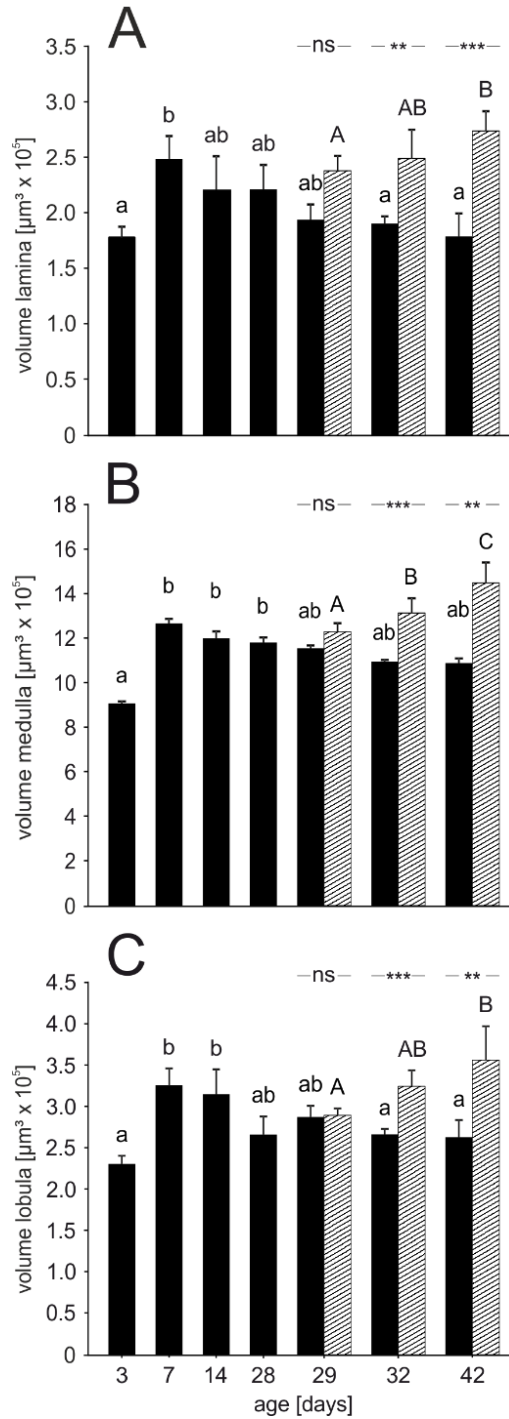 A
ns ** ***
3.5
3.0
2.5
2.0
1.5
1.0
0.5
0
volume lamina [µm³ x 10⁵]
a b ab ab ab A a AB a B
B
ns *** **
18
16
14
12
10
8
6
4
2
0
volume medulla [µm³ x 10⁵]
a b b b ab A ab B ab C
C
ns *** **
4.5
4.0
3.5
3.0
2.5
2.0
1.5
1.0
0.5
0
volume lobula [µm³ x 10⁵]
a b b ab ab A a AB a B
3 7 14 28 29 32 42
age [days]